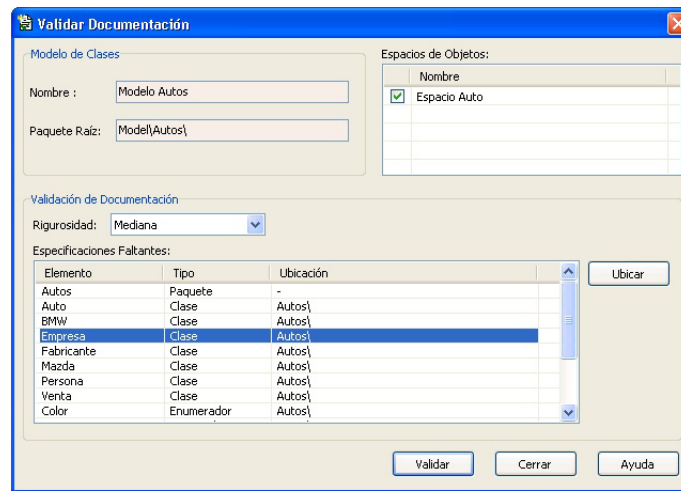 Validar Documentación
Modelo de Clases
Nombre : Modelo Autos
Paquete Raíz: Model\Autos\
Espacios de Objetos:
Nombre
Espacio Auto
Validación de Documentación
Rigurosidad: Mediana
Especificaciones Faltantes:
Elemento Tipo Ubicación
Autos Paquete -
Auto Clase Autos\
BMW Clase Autos\
Empresa Clase Autos\
Fabricante Clase Autos\
Mazda Clase Autos\
Persona Clase Autos\
Venta Clase Autos\
Color Enumerador Autos\
Ubicar
Validar Cerrar Ayuda